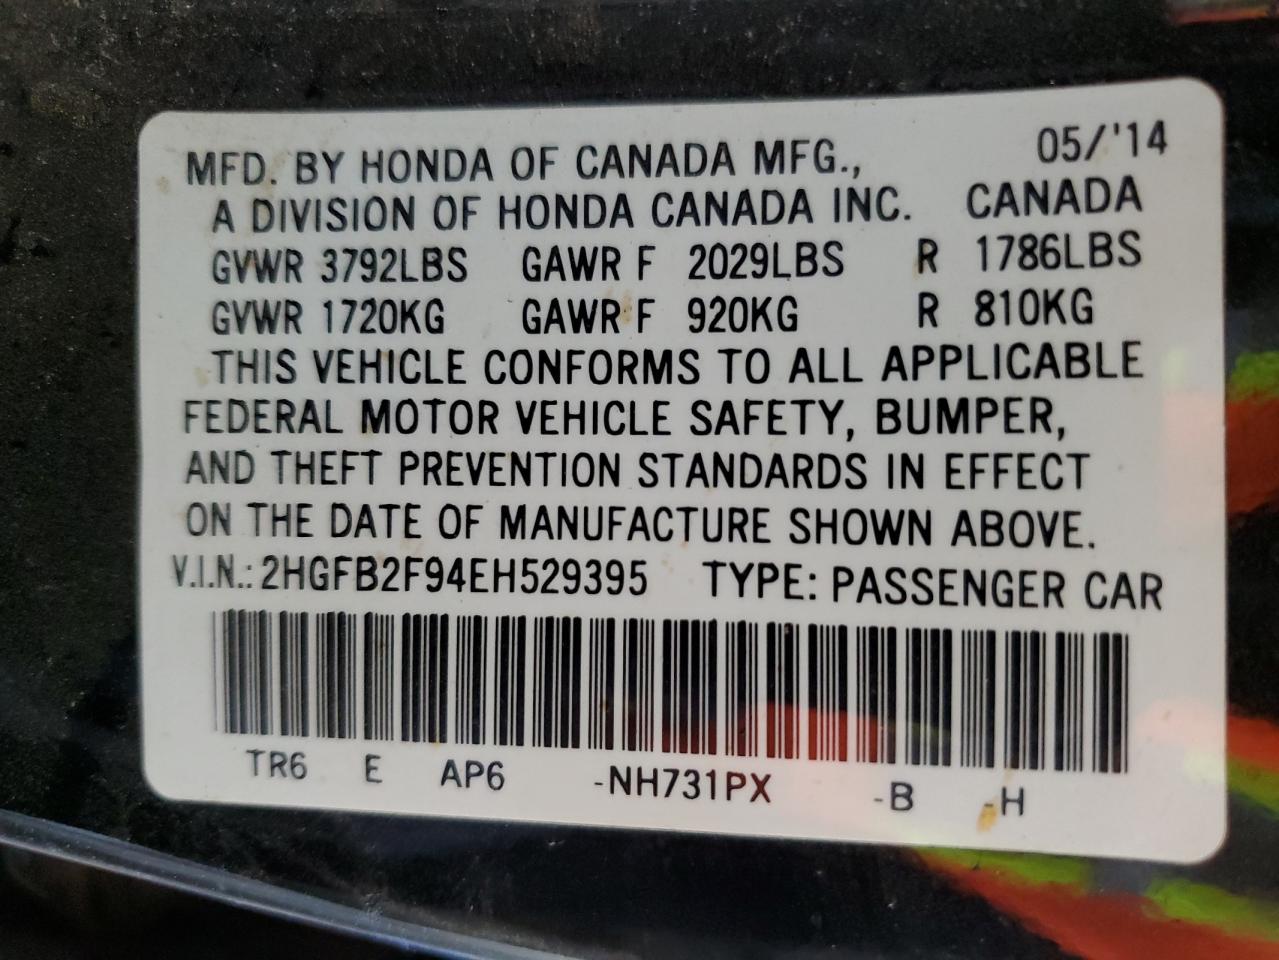 MFD. BY HONDA OF CANADA MFG., 05/'14
A DIVISION OF HONDA CANADA INC. CANADA
GVWR 3792LBS GAWR F 2029LBS R 1786LBS
GVWR 1720KG GAWR F 920KG R 810KG
THIS VEHICLE CONFORMS TO ALL APPLICABLE
FEDERAL MOTOR VEHICLE SAFETY, BUMPER,
AND THEFT PREVENTION STANDARDS IN EFFECT
ON THE DATE OF MANUFACTURE SHOWN ABOVE.
V.I.N.: 2HGFB2F94EH529395 TYPE: PASSENGER CAR
TR6 E AP6 -NH731PX -B -H